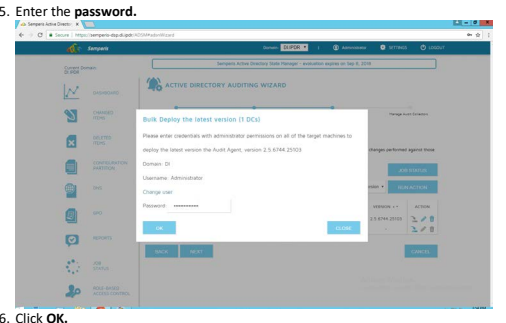 5. Enter the password.
Semperis Active Director
Secure https://semperis-dsp.di.ipdr
Semperis
Domain DI.IPDR
Administrator
SETTINGS
LOGOUT
Current Domain:
DI.IPDR
Semperis Active Directory State Manager - evaluation expires on Sep 8, 2018
ACTIVE DIRECTORY AUDITING WIZARD
DASHBOARD
CHANGED ITEMS
Manage Audit
DELETED ITEMS
changes performed against those
CONFIGURATION PARTITION
JOB STATUS
DNS
RUN ACTION
VERSION
ACTION
GPO
2.5.6744.25103
REPORTS
BACK
NEXT
CANCEL
JOB STATUS
ROLE-BASED ACCESS CONTROL
Bulk Deploy the latest version (1 DCs)
Please enter credentials with administrator permissions on all of the target machines to
deploy the latest version the Audit Agent, version 2.5.6744.25103
Domain: DI
Username: Administrator
Change user
Password:
OK
CLOSE
6. Click OK.